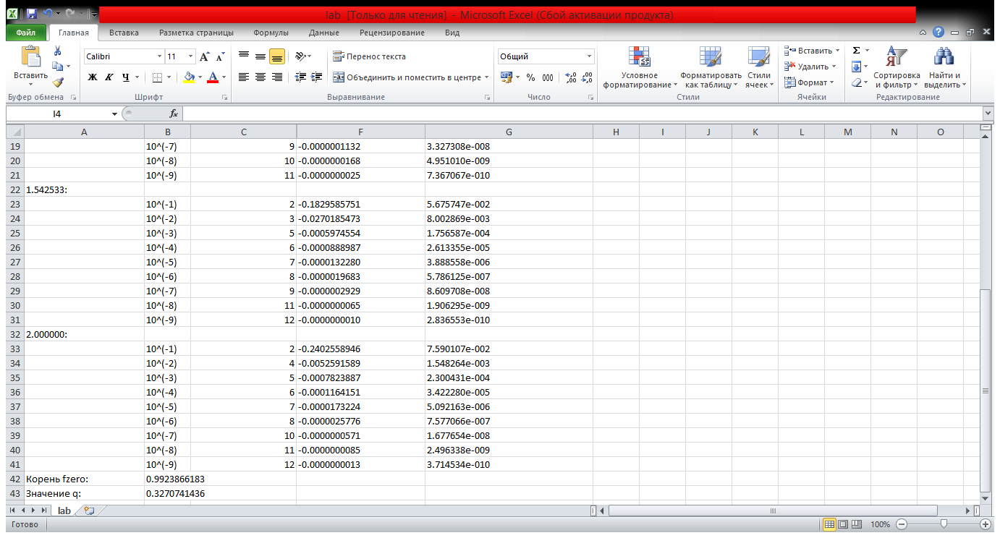 lab [Только для чтения] - Microsoft Excel (Сбой активации продукта)
Файл Главная Вставка Разметка страницы Формулы Данные Рецензирование Вид
Вставить
Буфер обмена
Calibri 11
Ж К Ч
Шрифт
Перенос текста
Объединить и поместить в центре
Выравнивание
Общий
% 000
Число
Условное форматирование
Форматировать как таблицу
Стили ячеек
Стили
Вставить
Удалить
Формат
Ячейки
Σ
Сортировка и фильтр
Найти и выделить
Редактирование
I4 fx
A B C F G H I J K L M N O
19 10^(-7) 9 -0.0000001132 3.327308e-008
20 10^(-8) 10 -0.0000000168 4.951010e-009
21 10^(-9) 11 -0.0000000025 7.367067e-010
22 1.542533:
23 10^(-1) 2 -0.1829585751 5.675747e-002
24 10^(-2) 3 -0.0270185473 8.002869e-003
25 10^(-3) 5 -0.0005974554 1.756587e-004
26 10^(-4) 6 -0.0000888987 2.613355e-005
27 10^(-5) 7 -0.0000132280 3.888558e-006
28 10^(-6) 8 -0.0000019683 5.786125e-007
29 10^(-7) 9 -0.0000002929 8.609708e-008
30 10^(-8) 11 -0.0000000065 1.906295e-009
31 10^(-9) 12 -0.0000000010 2.836553e-010
32 2.000000:
33 10^(-1) 2 -0.2402558946 7.590107e-002
34 10^(-2) 4 -0.0052591589 1.548264e-003
35 10^(-3) 5 -0.0007823887 2.300431e-004
36 10^(-4) 6 -0.0001164151 3.422280e-005
37 10^(-5) 7 -0.0000173224 5.092163e-006
38 10^(-6) 8 -0.0000025776 7.577066e-007
39 10^(-7) 10 -0.0000000571 1.677654e-008
40 10^(-8) 11 -0.0000000085 2.496338e-009
41 10^(-9) 12 -0.0000000013 3.714534e-010
42 Корень fzero: 0.9923866183
43 Значение q: 0.3270741436
lab
Готово 100%